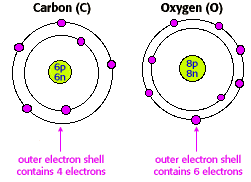 Carbon (C)
Oxygen (O)
6p
6n
8p
8n
outer electron shell
contains 4 electrons
outer electron shell
contains 6 electrons